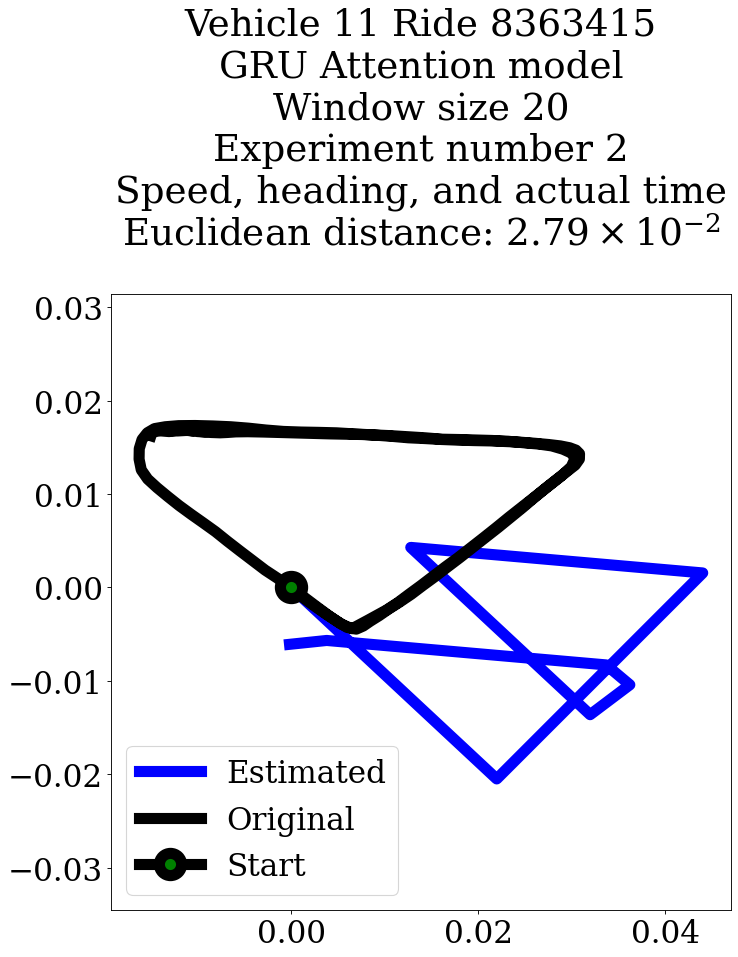 Vehicle 11 Ride 8363415
GRU Attention model
Window size 20
Experiment number 2
Speed, heading, and actual time
Euclidean distance: 2.79 × 10⁻²
0.03
0.02
0.01
0.00
−0.01
−0.02
−0.03
Estimated
Original
Start
0.00 0.02 0.04